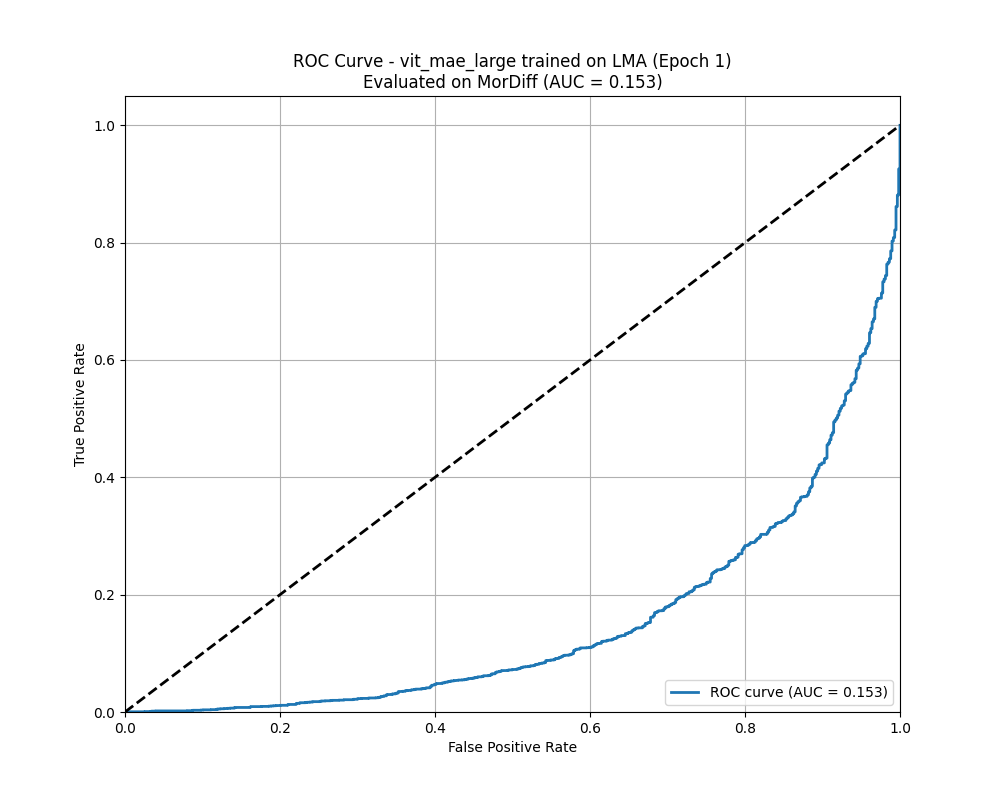 ROC Curve - vit_mae_large trained on LMA (Epoch 1)
Evaluated on MorDiff (AUC = 0.153)
1.0
0.8
0.6
0.4
0.2
0.0
True Positive Rate
ROC curve (AUC = 0.153)
0.0 0.2 0.4 0.6 0.8 1.0
False Positive Rate